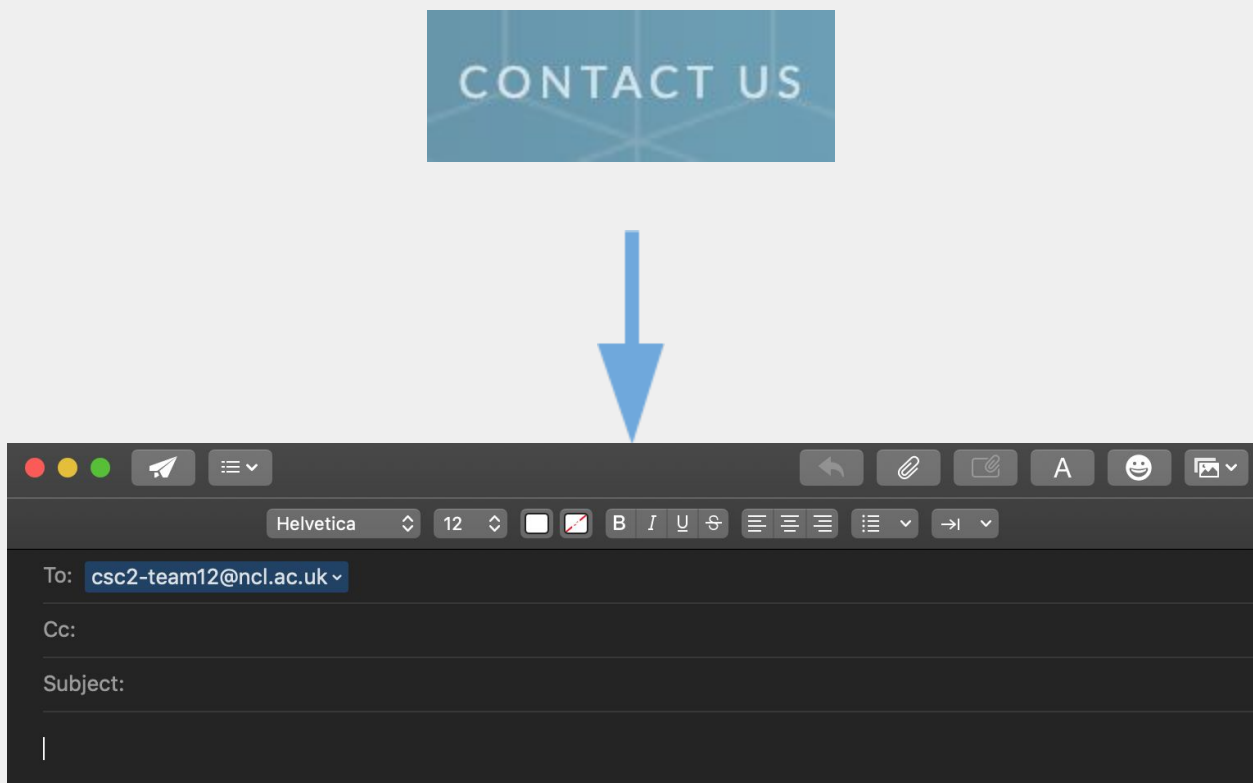 CONTACT US
A
Helvetica 12 B I U S
To: csc2-team12@ncl.ac.uk
Cc:
Subject: